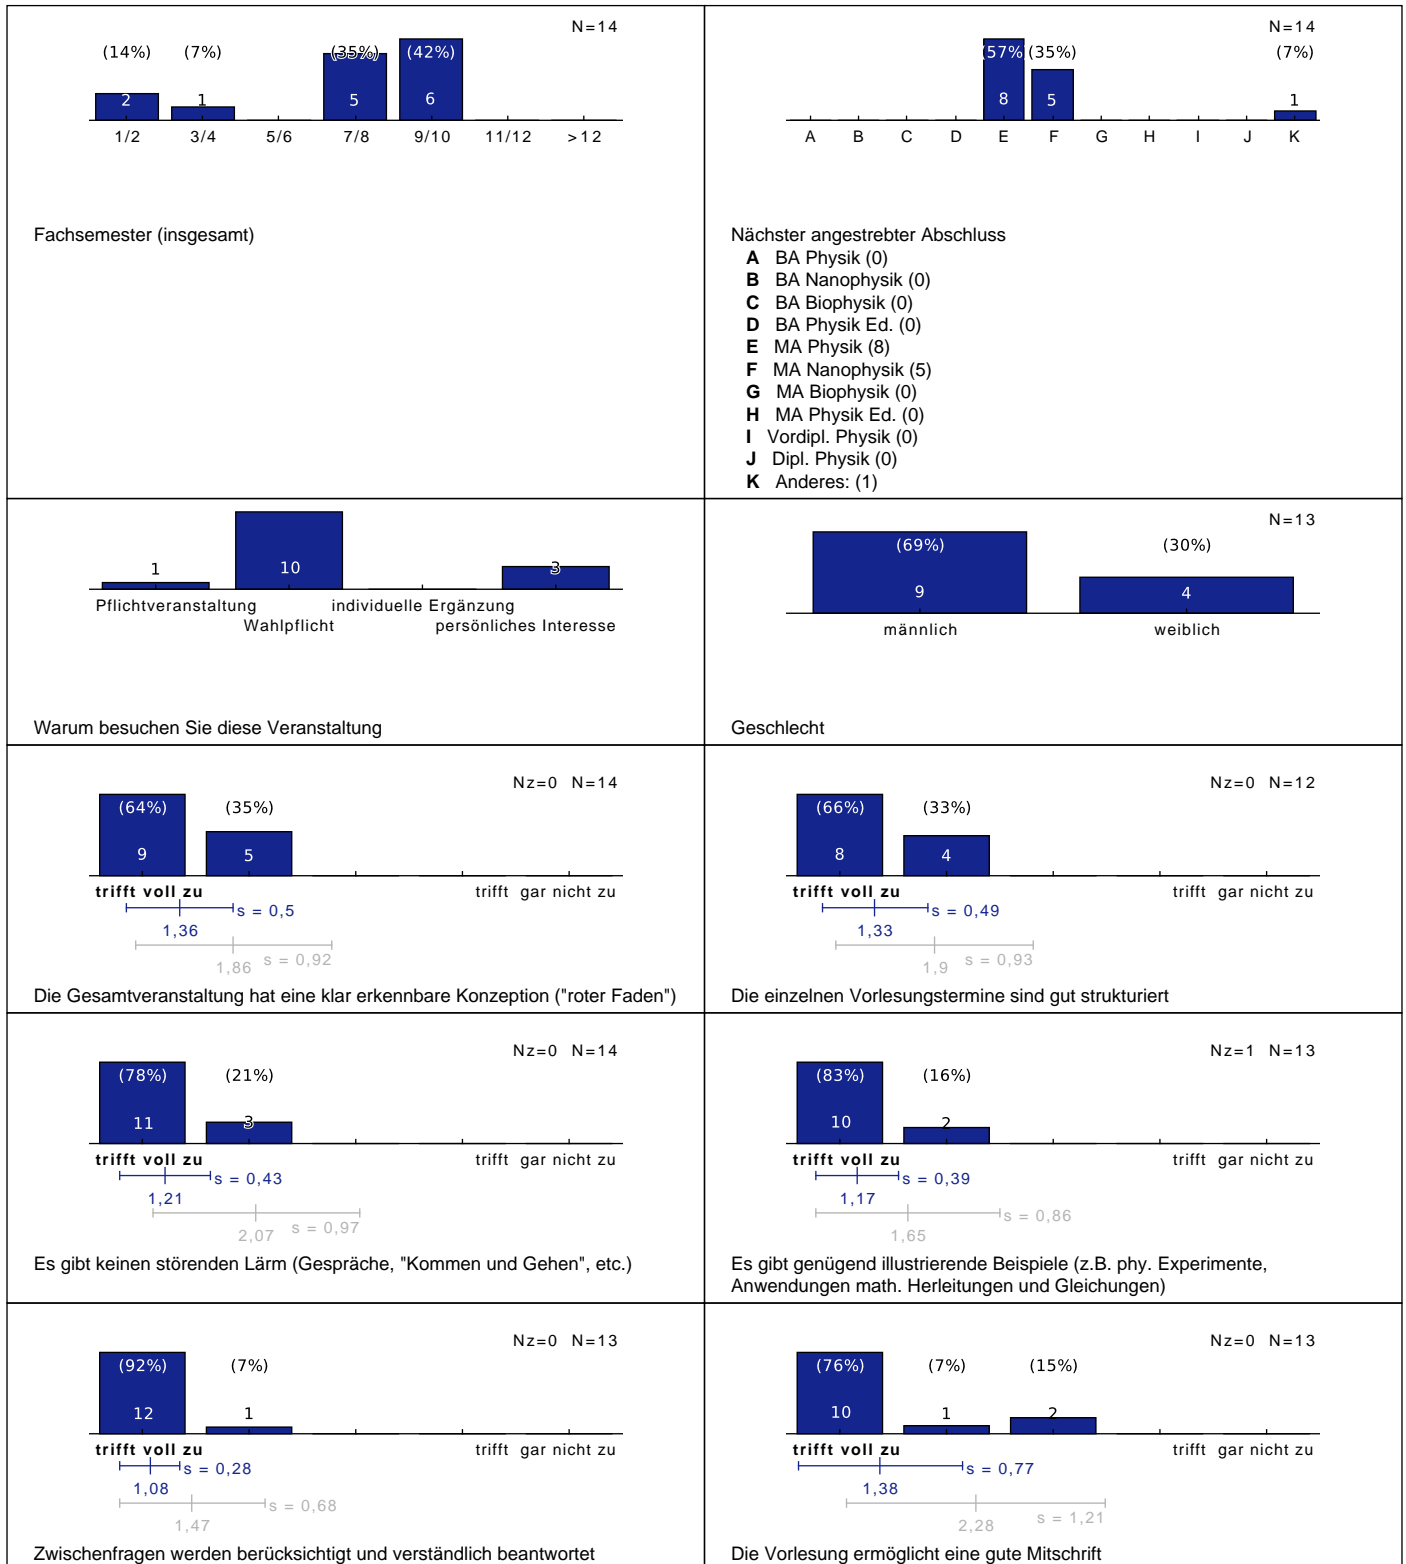 N=14
(14%) (7%) (35%) (42%)
2 1 5 6
1/2 3/4 5/6 7/8 9/10 11/12 >12
Fachsemester (insgesamt)
N=14
(57%) (35%) (7%)
8 5 1
A B C D E F G H I J K
Nächster angestrebter Abschluss
A BA Physik (0)
B BA Nanophysik (0)
C BA Biophysik (0)
D BA Physik Ed. (0)
E MA Physik (8)
F MA Nanophysik (5)
G MA Biophysik (0)
H MA Physik Ed. (0)
I Vordipl. Physik (0)
J Dipl. Physik (0)
K Anderes: (1)
1 10 3
Pflichtveranstaltung individuelle Ergänzung
Wahlpflicht persönliches Interesse
Warum besuchen Sie diese Veranstaltung
N=13
(69%) (30%)
9 4
männlich weiblich
Geschlecht
Nz=0 N=14
(64%) (35%)
9 5
trifft voll zu trifft gar nicht zu
s = 0,5
1,36
s = 0,92
1,86
Die Gesamtveranstaltung hat eine klar erkennbare Konzeption ("roter Faden")
Nz=0 N=12
(66%) (33%)
8 4
trifft voll zu trifft gar nicht zu
s = 0,49
1,33
s = 0,93
1,9
Die einzelnen Vorlesungstermine sind gut strukturiert
Nz=0 N=14
(78%) (21%)
11 3
trifft voll zu trifft gar nicht zu
s = 0,43
1,21
s = 0,97
2,07
Es gibt keinen störenden Lärm (Gespräche, "Kommen und Gehen", etc.)
Nz=1 N=13
(83%) (16%)
10 2
trifft voll zu trifft gar nicht zu
s = 0,39
1,17
s = 0,86
1,65
Es gibt genügend illustrierende Beispiele (z.B. phy. Experimente,
Anwendungen math. Herleitungen und Gleichungen)
Nz=0 N=13
(92%) (7%)
12 1
trifft voll zu trifft gar nicht zu
s = 0,28
1,08
s = 0,68
1,47
Zwischenfragen werden berücksichtigt und verständlich beantwortet
Nz=0 N=13
(76%) (7%) (15%)
10 1 2
trifft voll zu trifft gar nicht zu
s = 0,77
1,38
s = 1,21
2,28
Die Vorlesung ermöglicht eine gute Mitschrift